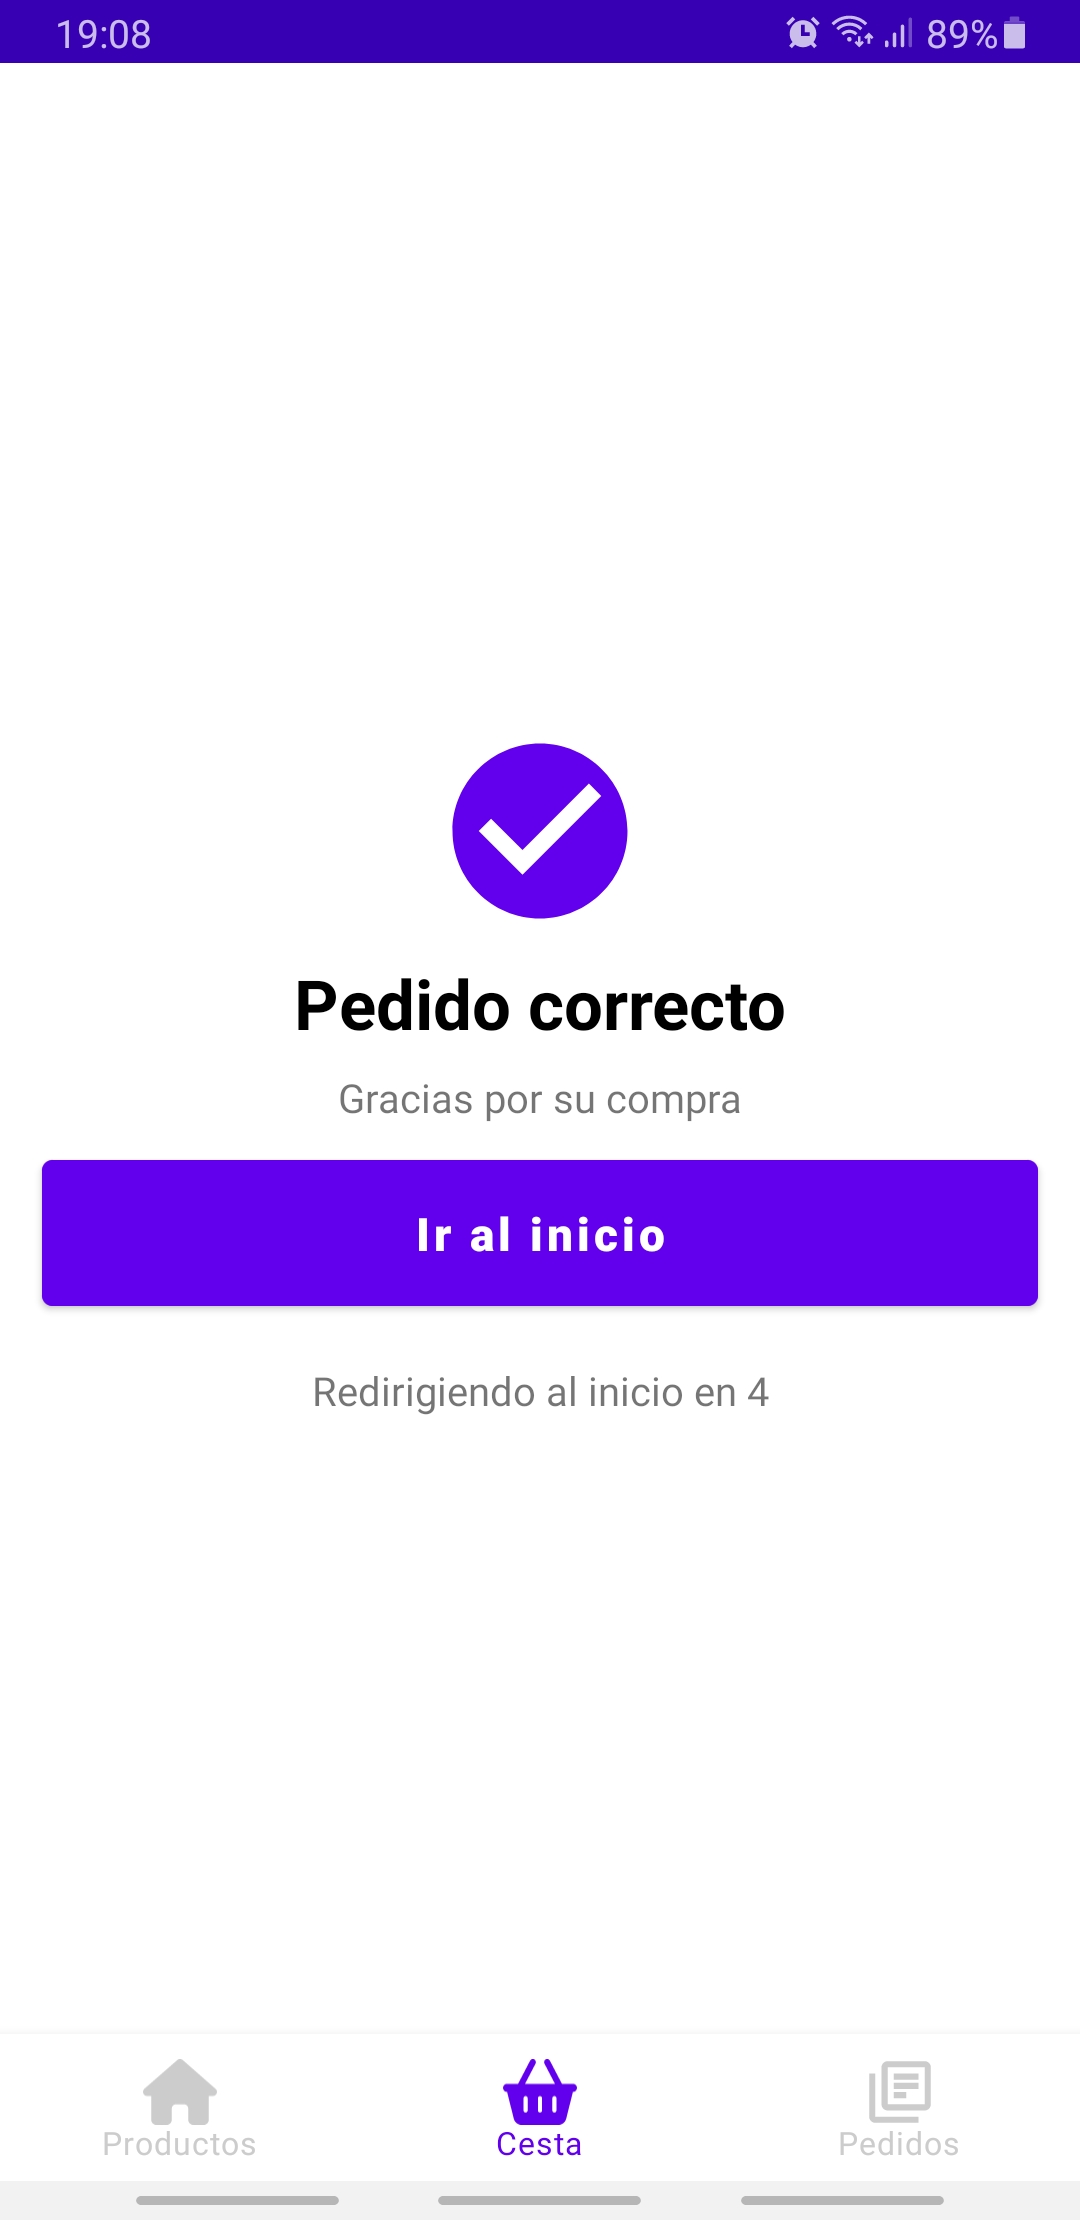 19:08 89%
Pedido correcto
Gracias por su compra
Ir al inicio
Redirigiendo al inicio en 4
Productos Cesta Pedidos